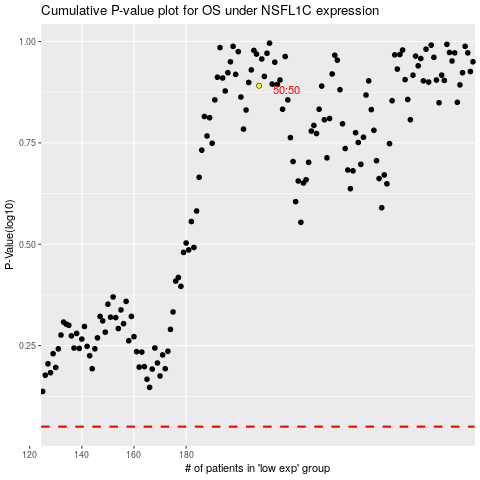 Cumulative P-value plot for OS under NSFL1C expression
P-Value(log10)
1.00
0.75
0.50
0.25
50:50
120 140 160 180
# of patients in 'low exp' group